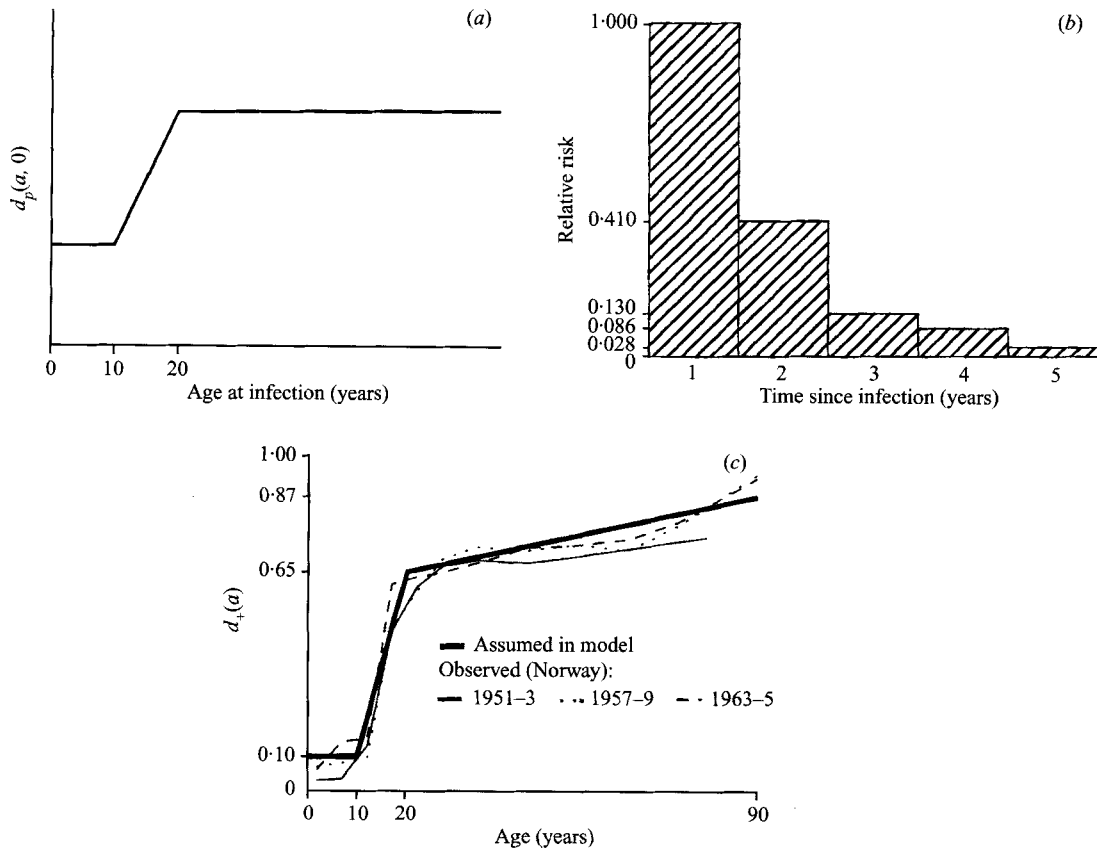 (a)
d_p(a, 0)
0
10
20
Age at infection (years)
(b)
1·000
0·410
0·130
0·086
0·028
0
Relative risk
1
2
3
4
5
Time since infection (years)
(c)
1·00
0·87
0·65
0·10
0
d_+(a)
Assumed in model
Observed (Norway):
1951–3 1957–9 1963–5
0
10
20
90
Age (years)